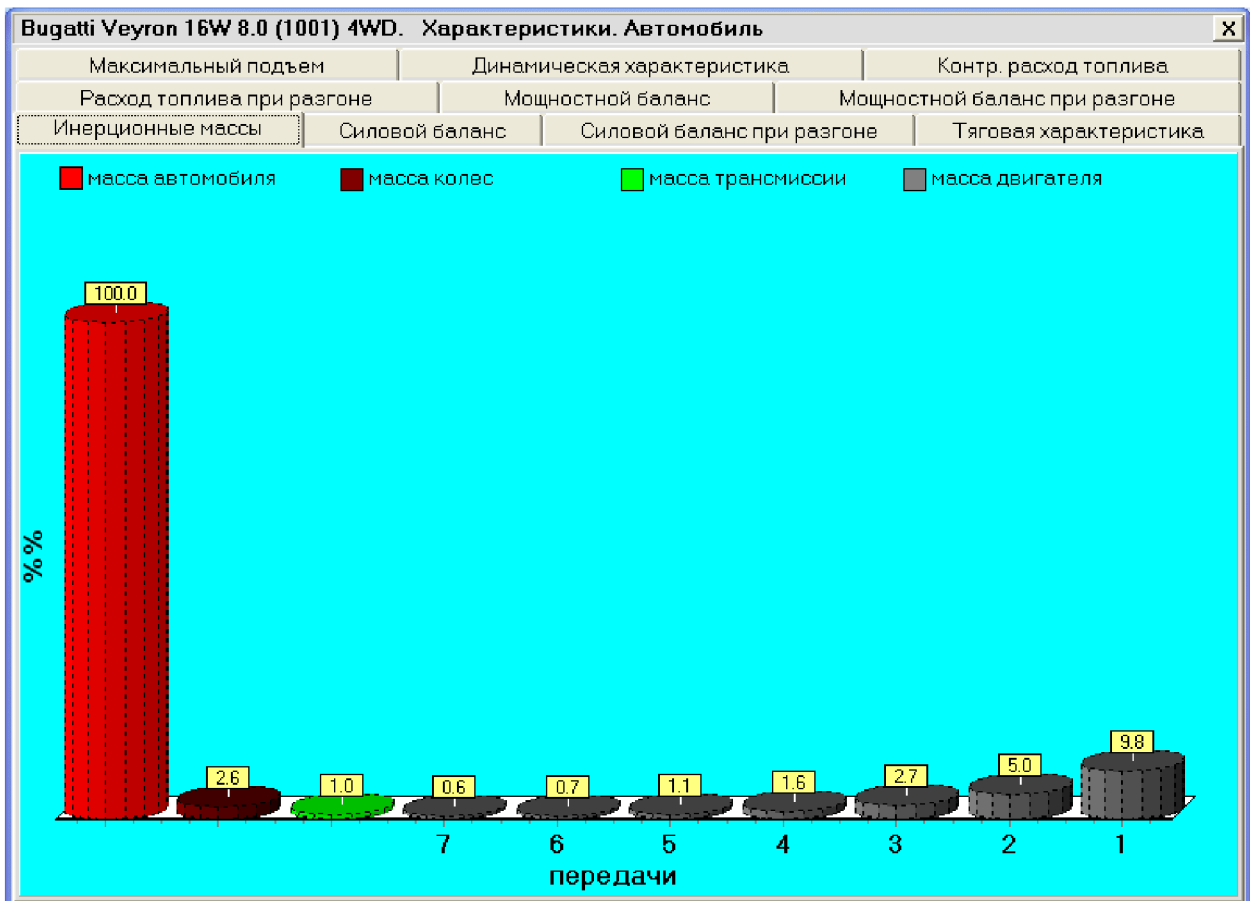 Bugatti Veyron 16W 8.0 (1001) 4WD. Характеристики. Автомобиль X
Максимальный подъем Динамическая характеристика Контр. расход топлива
Расход топлива при разгоне Мощностной баланс Мощностной баланс при разгоне
Инерционные массы Силовой баланс Силовой баланс при разгоне Тяговая характеристика
масса автомобиля масса колес масса трансмиссии масса двигателя
100.0
%%
2.6 1.0 0.6 0.7 1.1 1.6 2.7 5.0 9.8
7 6 5 4 3 2 1
передачи